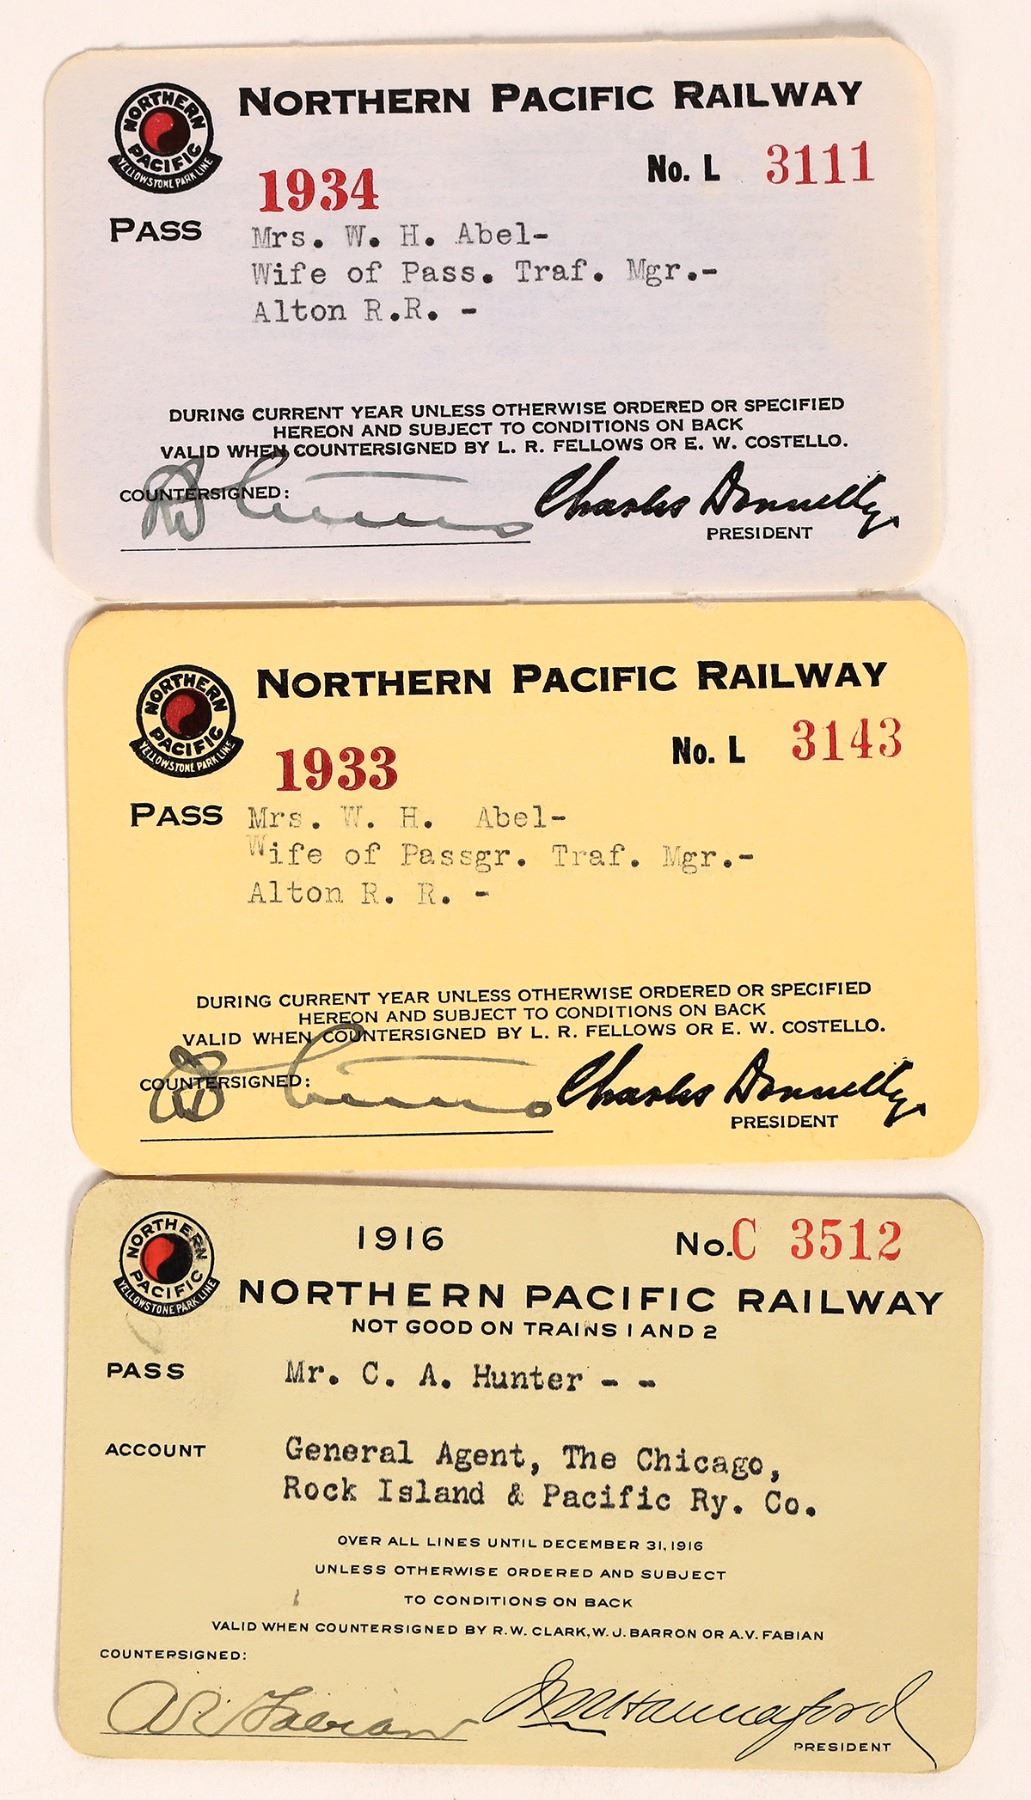 NORTHERN PACIFIC
YELLOWSTONE PARK LINE
NORTHERN PACIFIC RAILWAY
1934
No. L 3111
PASS
Mrs. W. H. Abel-
Wife of Pass. Traf. Mgr.-
Alton R.R. -
DURING CURRENT YEAR UNLESS OTHERWISE ORDERED OR SPECIFIED
HEREON AND SUBJECT TO CONDITIONS ON BACK
VALID WHEN COUNTERSIGNED BY L. R. FELLOWS OR E. W. COSTELLO.
COUNTERSIGNED:
Charles Donnelly
PRESIDENT
NORTHERN PACIFIC
YELLOWSTONE PARK LINE
NORTHERN PACIFIC RAILWAY
1933
No. L 3143
PASS
Mrs. W. H. Abel-
Wife of Passgr. Traf. Mgr.-
Alton R. R. -
DURING CURRENT YEAR UNLESS OTHERWISE ORDERED OR SPECIFIED
HEREON AND SUBJECT TO CONDITIONS ON BACK
VALID WHEN COUNTERSIGNED BY L. R. FELLOWS OR E. W. COSTELLO.
COUNTERSIGNED:
Charles Donnelly
PRESIDENT
NORTHERN PACIFIC
YELLOWSTONE PARK LINE
1916
No. C 3512
NORTHERN PACIFIC RAILWAY
NOT GOOD ON TRAINS 1 AND 2
PASS Mr. C. A. Hunter - -
ACCOUNT General Agent, The Chicago,
Rock Island & Pacific Ry. Co.
OVER ALL LINES UNTIL DECEMBER 31, 1916
UNLESS OTHERWISE ORDERED AND SUBJECT
TO CONDITIONS ON BACK
VALID WHEN COUNTERSIGNED BY R.W. CLARK, W.J. BARRON OR A.V. FABIAN
COUNTERSIGNED:
A V Fabian
J M Hannaford
PRESIDENT